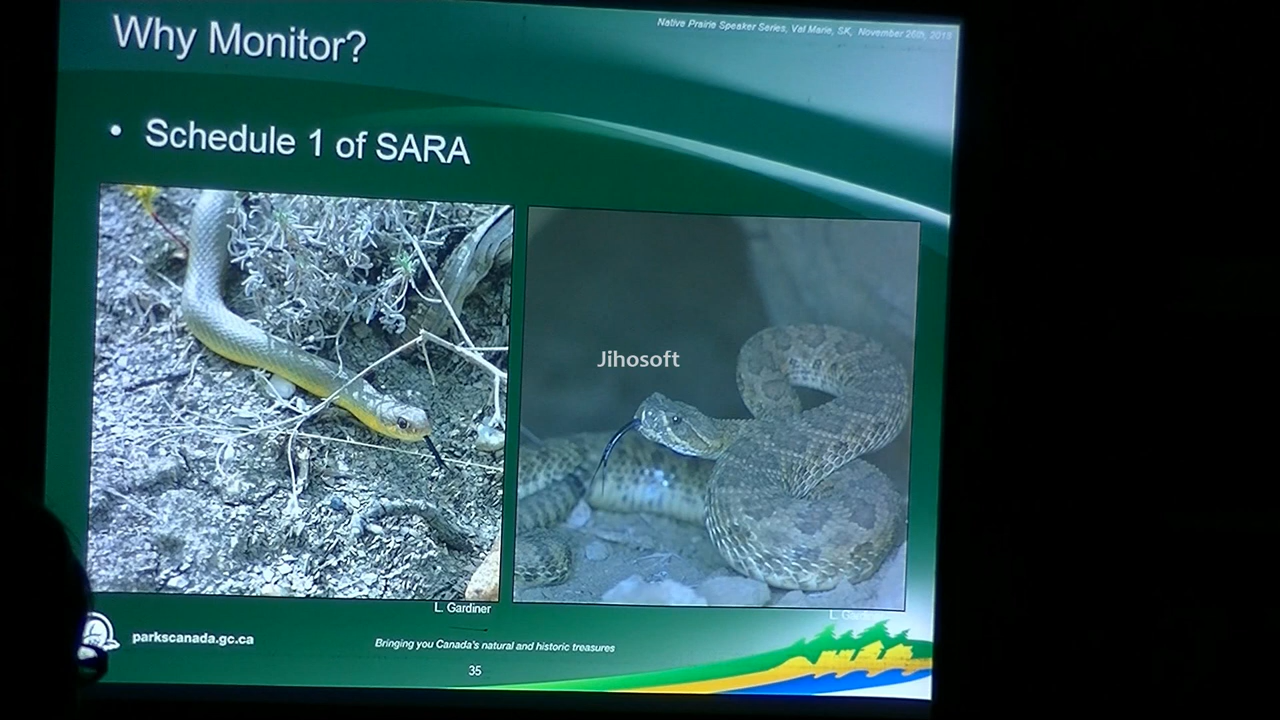 Native Prairie Speaker Series, Val Marie, SK, November 26th,
Why Monitor?
• Schedule 1 of SARA
Jihosoft
L. Gardiner
parkscanada.gc.ca
Bringing you Canada's natural and historic treasures
35